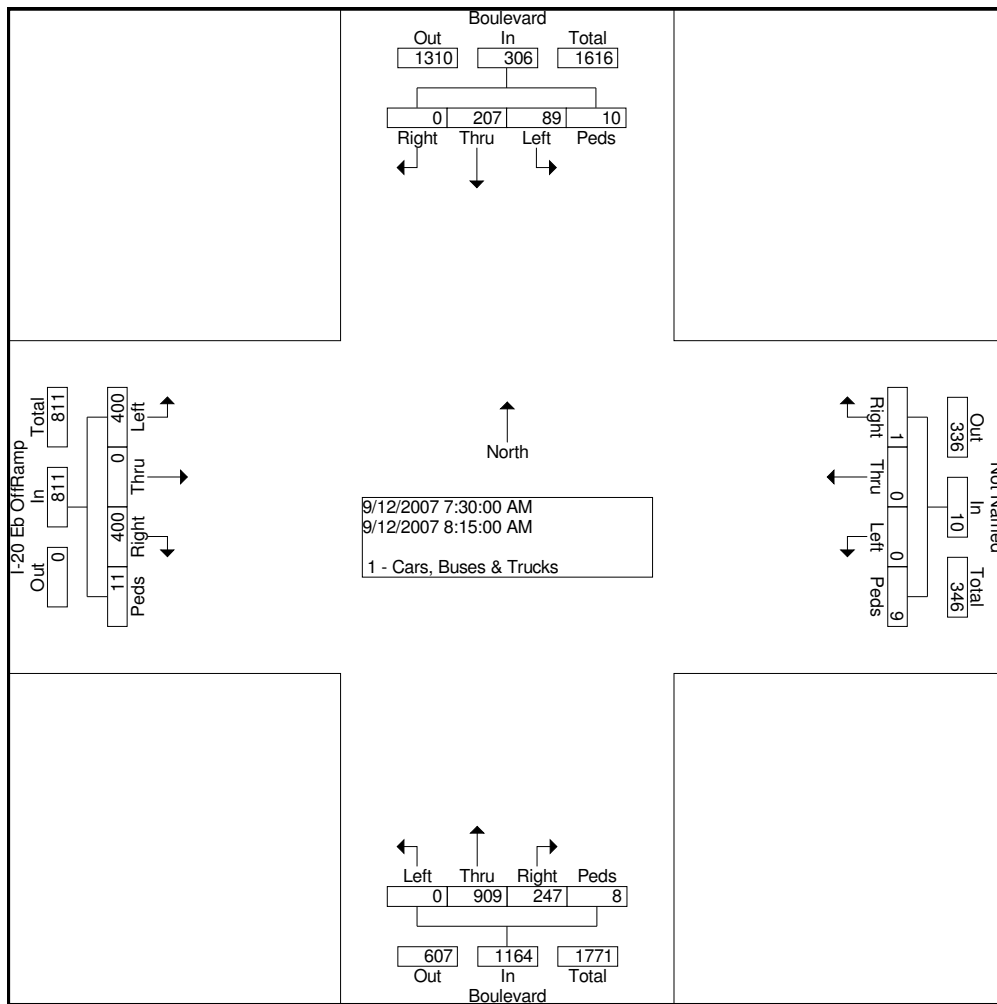 Boulevard
Out In Total
1310 306 1616
0 207 89 10
Right Thru Left Peds
I-20 Eb OffRamp
Total In Out
811 811 0
400 0 400 11
Left Thru Right Peds
North
9/12/2007 7:30:00 AM
9/12/2007 8:15:00 AM
1 - Cars, Buses & Trucks
Not Named
Out In Total
336 10 346
1 0 0 9
Right Thru Left Peds
Left Thru Right Peds
0 909 247 8
607 1164 1771
Out In Total
Boulevard